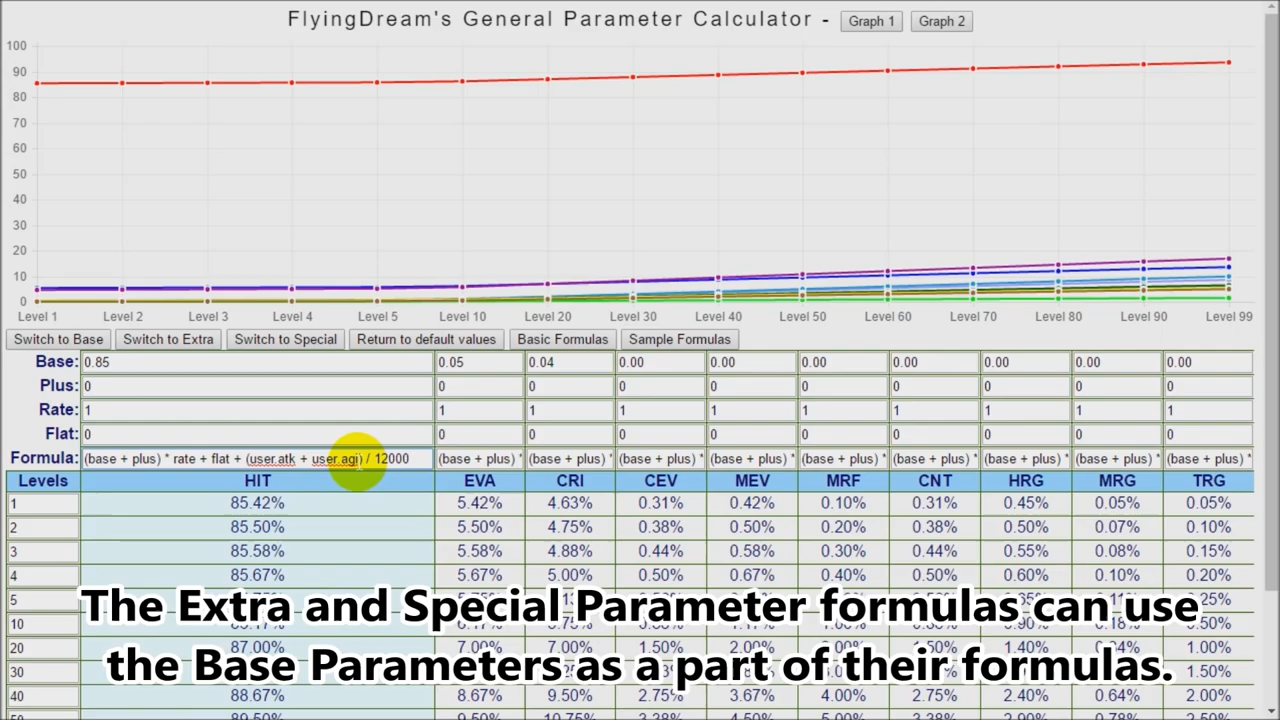 FlyingDream's General Parameter Calculator - Graph 1 Graph 2
100
90
80
70
60
50
40
30
20
10
0
Level 1 Level 2 Level 3 Level 4 Level 5 Level 10 Level 20 Level 30 Level 40 Level 50 Level 60 Level 70 Level 80 Level 90 Level 99
Switch to Base Switch to Extra Switch to Special Return to default values Basic Formulas Sample Formulas
Base: 0.85 0.05 0.04 0.00 0.00 0.00 0.00 0.00 0.00 0.00
Plus: 0 0 0 0 0 0 0 0 0 0
Rate: 1 1 1 1 1 1 1 1 1 1
Flat: 0 0 0 0 0 0 0 0 0 0
Formula: (base + plus) * rate + flat + (user.atk + user.agi) / 12000 (base + plus) * (base + plus) * (base + plus) * (base + plus) * (base + plus) * (base + plus) * (base + plus) * (base + plus) * (base + plus) *
Levels HIT EVA CRI CEV MEV MRF CNT HRG MRG TRG
1 85.42% 5.42% 4.63% 0.31% 0.42% 0.10% 0.31% 0.45% 0.05% 0.05%
2 85.50% 5.50% 4.75% 0.38% 0.50% 0.20% 0.38% 0.50% 0.07% 0.10%
3 85.58% 5.58% 4.88% 0.44% 0.58% 0.30% 0.44% 0.55% 0.08% 0.15%
4 85.67% 5.67% 5.00% 0.50% 0.67% 0.40% 0.50% 0.60% 0.10% 0.20%
5
The Extra and Special Parameter formulas can use
10
20 87.00% 7.00% 7.00% 1.50% 1.40% 1.00%
the Base Parameters as a part of their formulas.
30 1.50%
40 88.67% 8.67% 9.50% 2.75% 3.67% 4.00% 2.75% 2.40% 0.64% 2.00%